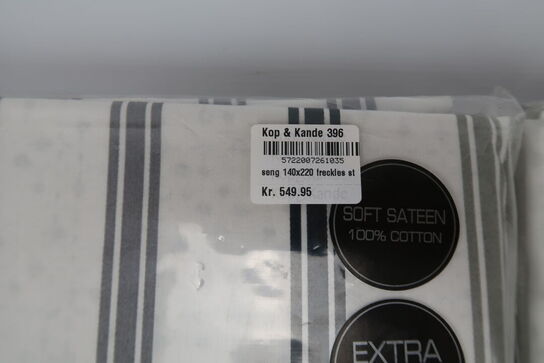 Kop & Kande 396
5722007261035
seng 140x220 freckles st
Kr. 549.95
SOFT SATEEN
100% COTTON
EXTRA